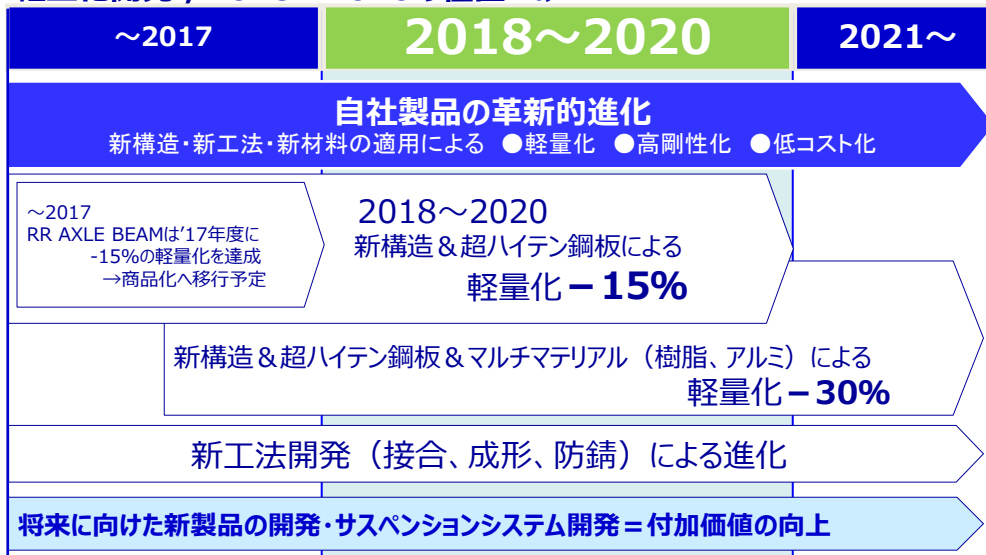 ~2017
2018~2020
2021~
自社製品の革新的進化
新構造・新工法・新材料の適用による ●軽量化 ●高剛性化 ●低コスト化
~2017
RR AXLE BEAMは'17年度に
-15%の軽量化を達成
→商品化へ移行予定
2018~2020
新構造&超ハイテン鋼板による
軽量化-15%
新構造&超ハイテン鋼板&マルチマテリアル(樹脂、アルミ)による
軽量化-30%
新工法開発(接合、成形、防錆)による進化
将来に向けた新製品の開発・サスペンションシステム開発=付加価値の向上